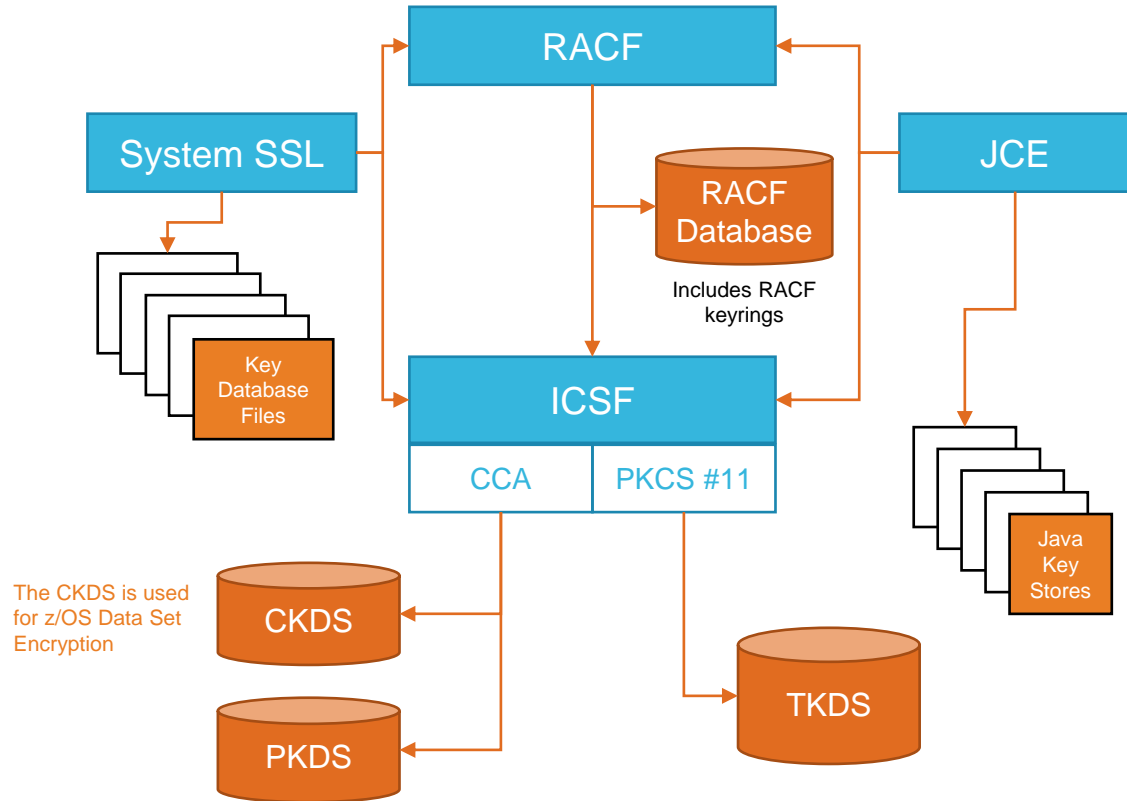 RACF
System SSL
JCE
RACF
Database
Includes RACF
keyrings
Key
Database
Files
ICSF
CCA
PKCS #11
Java
Key
Stores
The CKDS is used
for z/OS Data Set
Encryption
CKDS
TKDS
PKDS